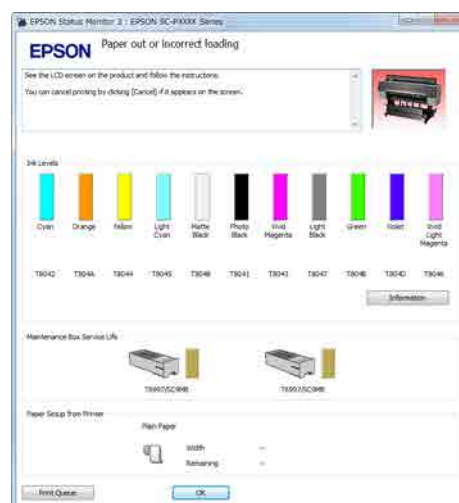 EPSON Status Monitor 3 : EPSON SC-PXXXX Series
EPSON
Paper out or incorrect loading
See the LCD screen on the product and follow the instructions.
You can cancel printing by clicking [Cancel] if it appears on the screen.
Ink Levels
Cyan Orange Yellow Light Cyan Matte Black Photo Black Vivid Magenta Light Black Green Violet Vivid Light Magenta
T8042 T804A T8044 T8045 T8048 T8041 T8043 T8047 T804B T804D T8046
Information
Maintenance Box Service Life
T6997/SC9MB T6997/SC9MB
Paper Setup from Printer
Plain Paper
Width --
Remaining --
Print Queue OK